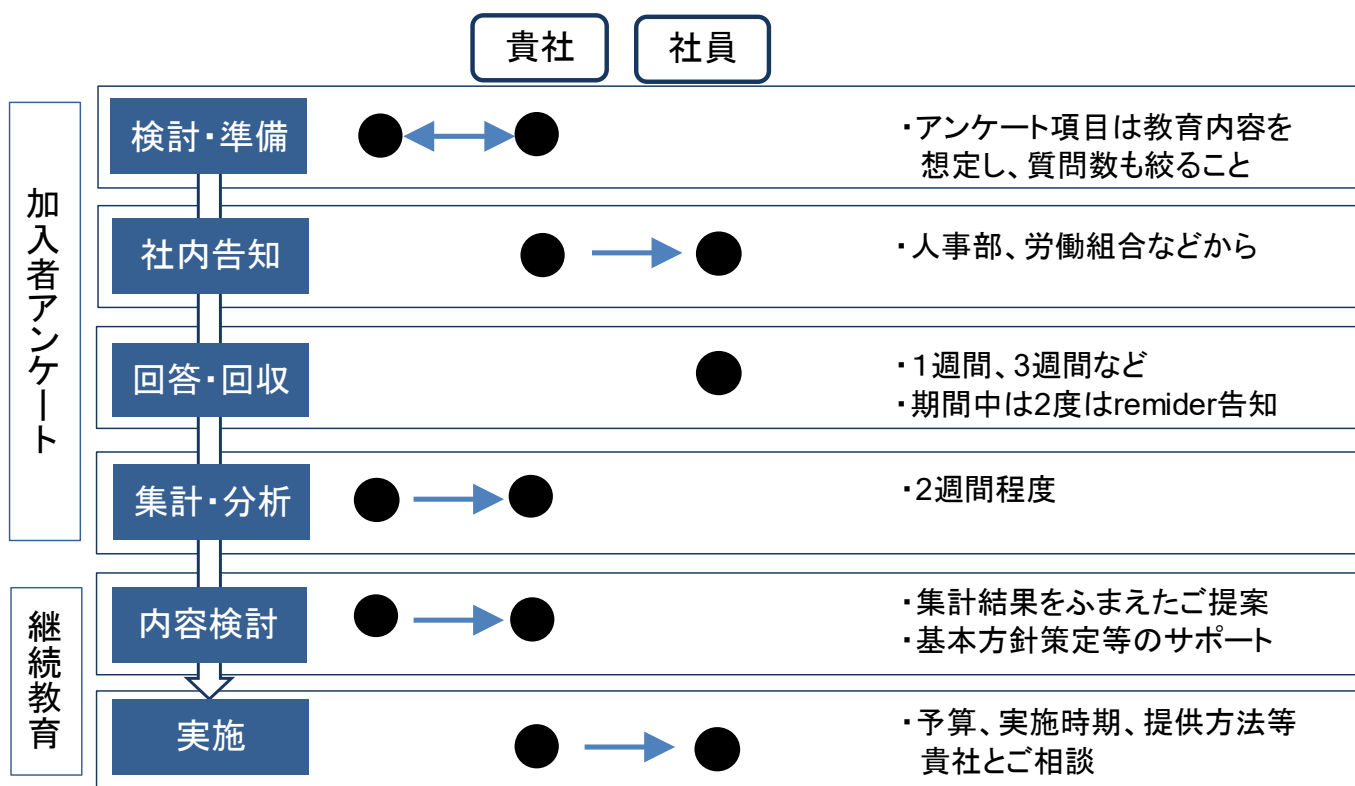 貴社
社員
加入者アンケート
検討・準備
・アンケート項目は教育内容を
想定し、質問数も絞ること
社内告知
・人事部、労働組合などから
回答・回収
・1週間、3週間など
・期間中は2度はremider告知
集計・分析
・2週間程度
継続教育
内容検討
・集計結果をふまえたご提案
・基本方針策定等のサポート
実施
・予算、実施時期、提供方法等
貴社とご相談